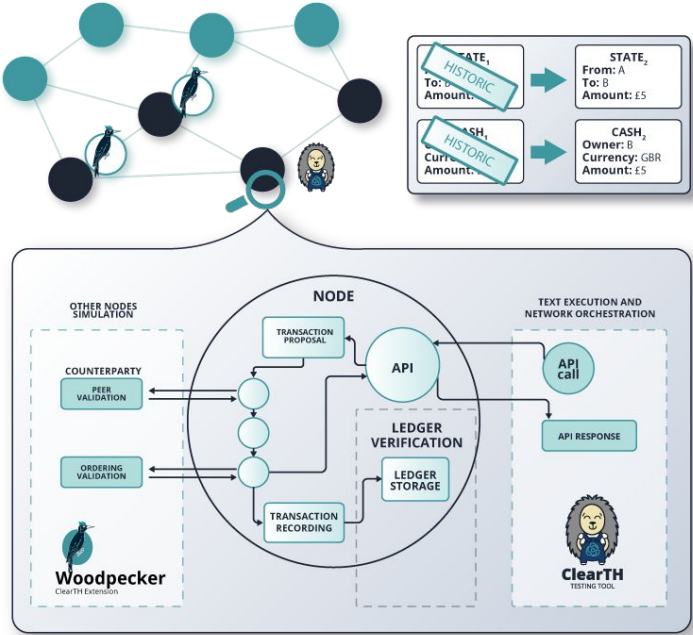 STATE₁
HISTORIC
To:
Amount:
STATE₂
From: A
To: B
Amount: £5
CASH₁
HISTORIC
Amount:
CASH₂
Owner: B
Currency: GBR
Amount: £5
OTHER NODES
SIMULATION
NODE
TEXT EXECUTION AND
NETWORK ORCHESTRATION
TRANSACTION
PROPOSAL
API
API
call
COUNTERPARTY
PEER
VALIDATION
LEDGER
VERIFICATION
API RESPONSE
ORDERING
VALIDATION
LEDGER
STORAGE
TRANSACTION
RECORDING
Woodpecker
ClearTH Extension
ClearTH
TESTING TOOL